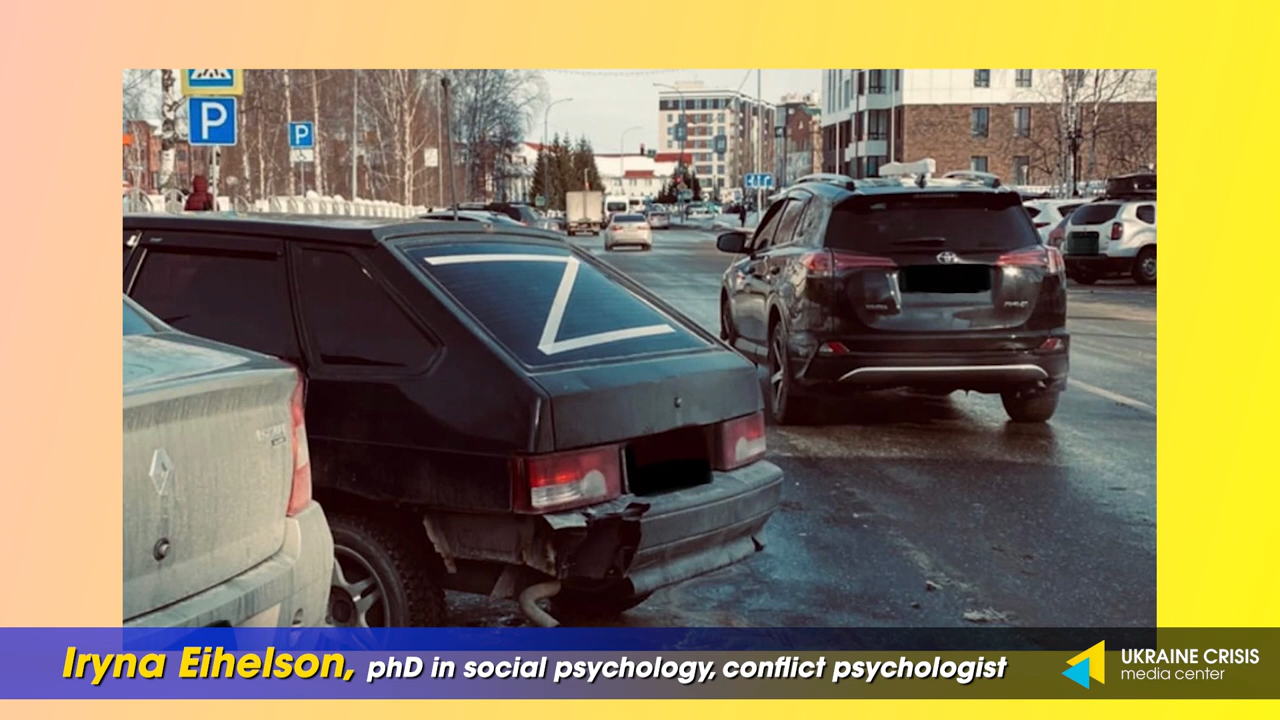 P
P
Z
Iryna Eihelson, phD in social psychology, conflict psychologist
UKRAINE CRISIS
media center